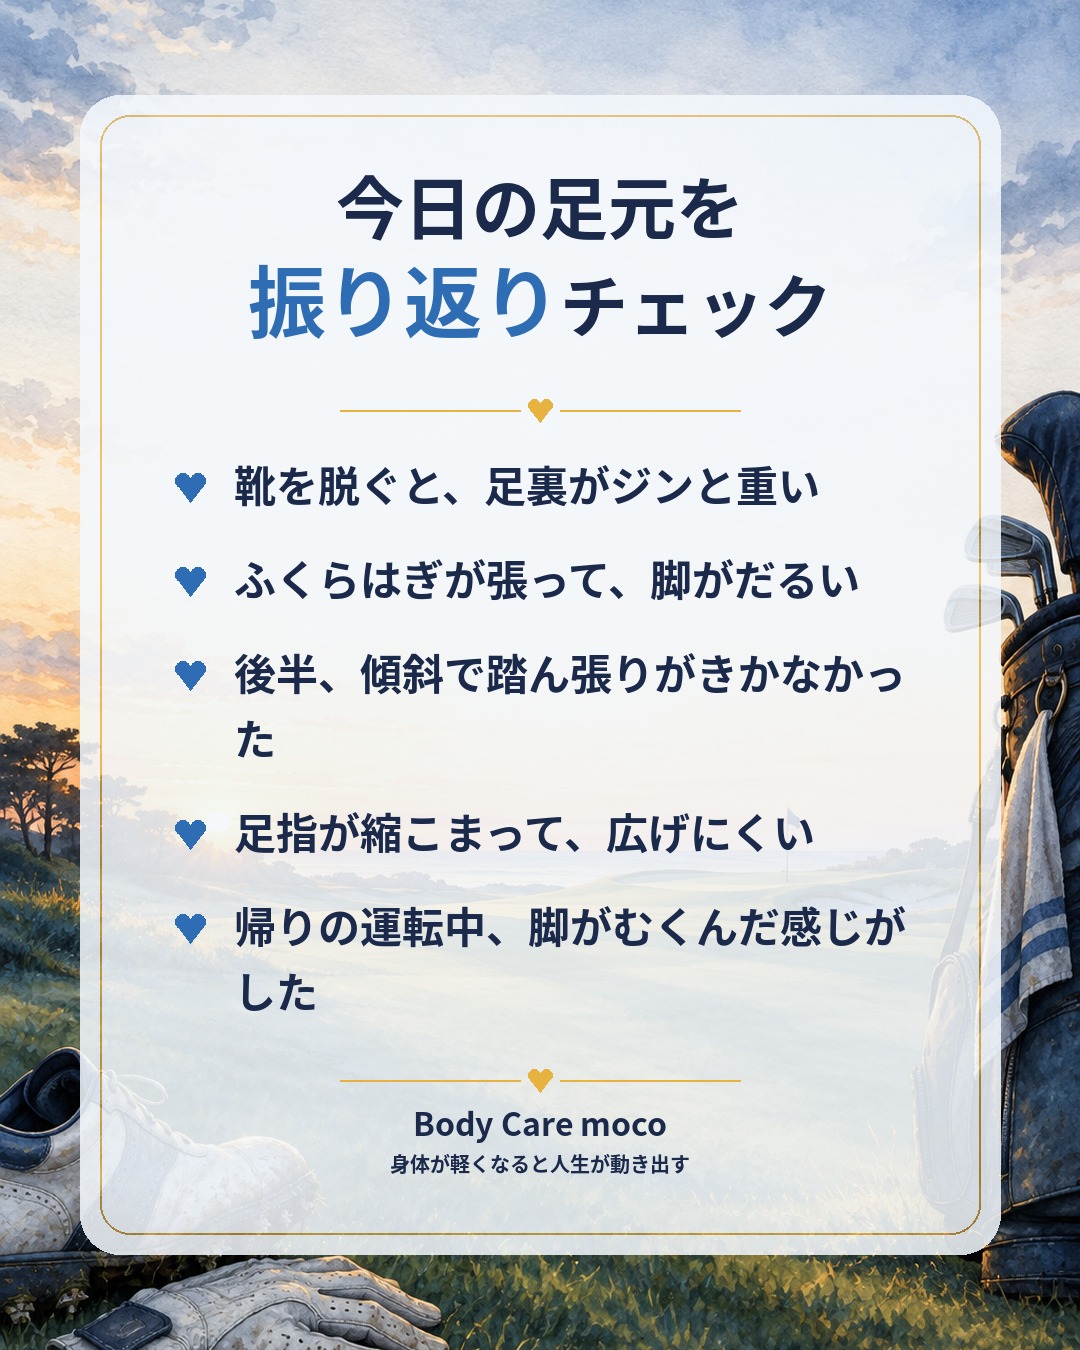 今日の足元を
振り返りチェック
靴を脱ぐと、足裏がジンと重い
ふくらはぎが張って、脚がだるい
後半、傾斜で踏ん張りがきかなかっ
た
足指が縮こまって、広げにくい
帰りの運転中、脚がむくんだ感じが
した
Body Care moco
身体が軽くなると人生が動き出す